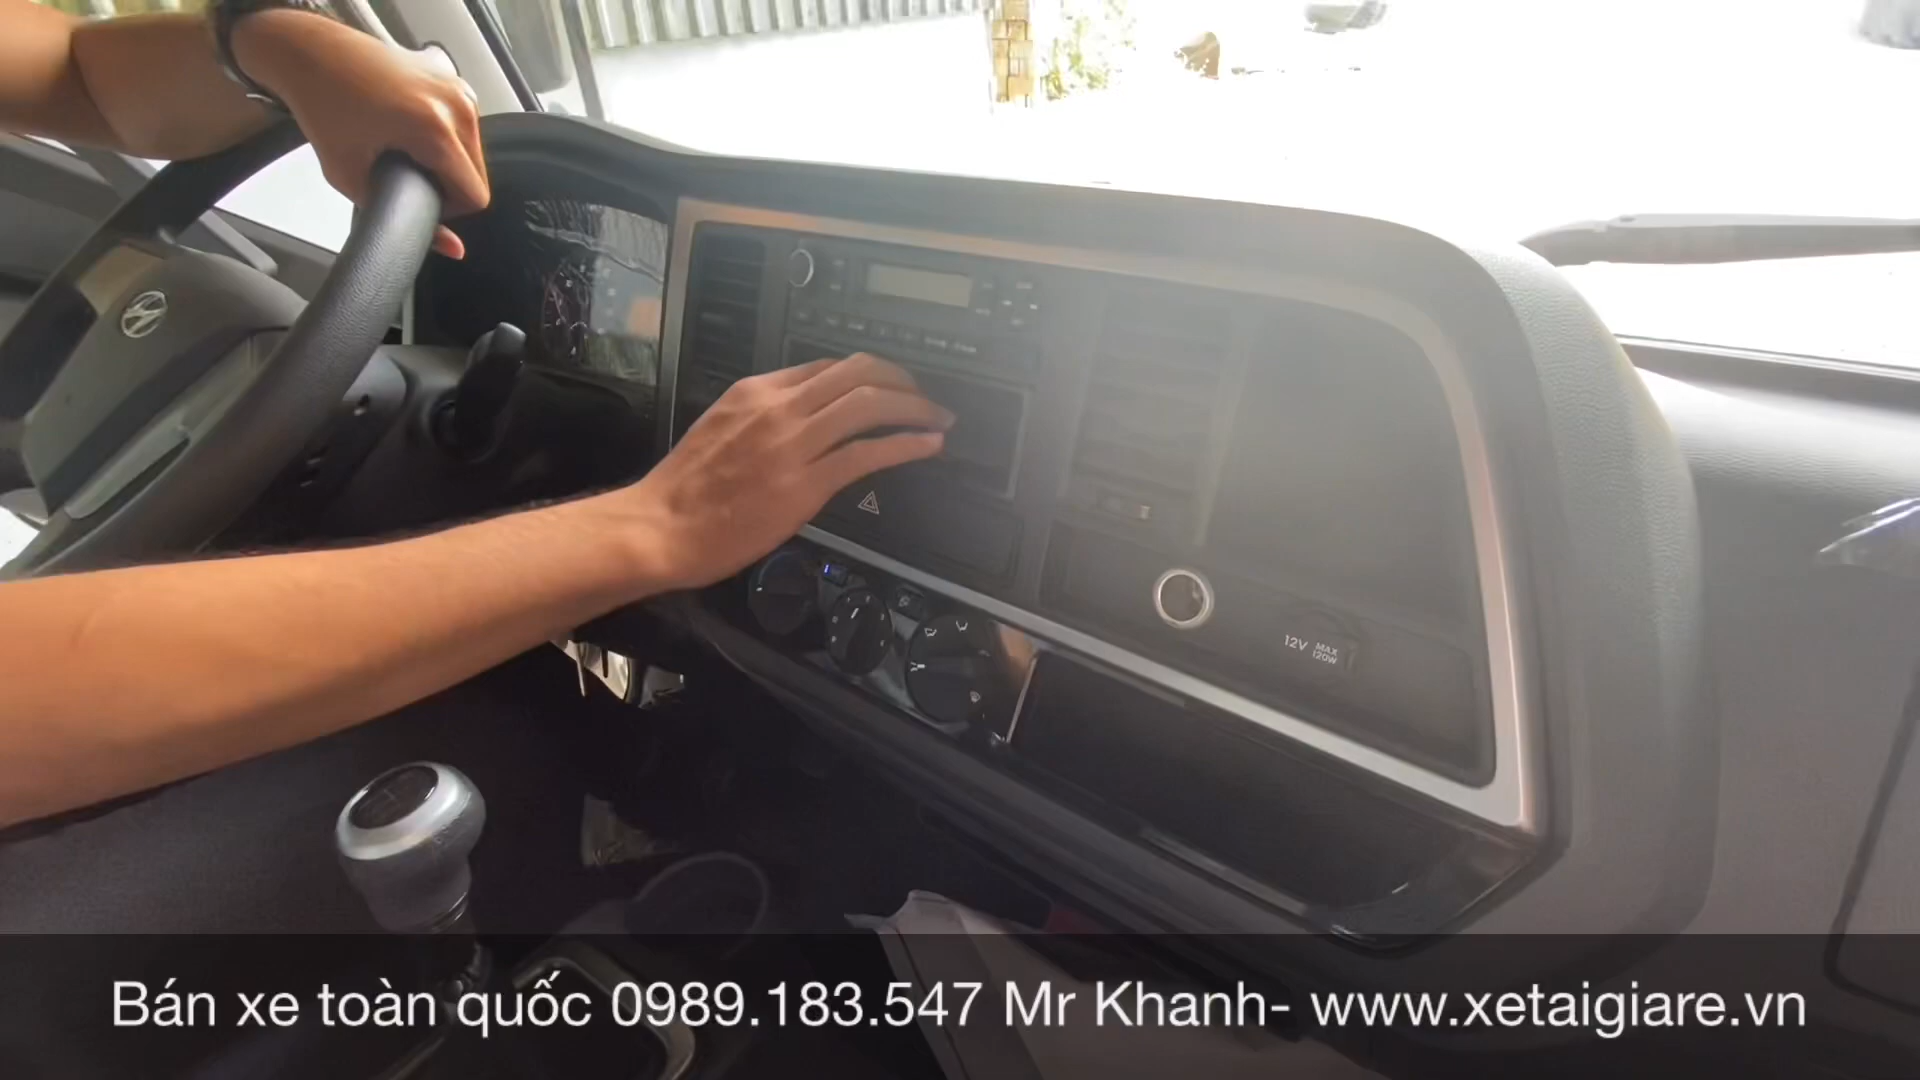 12V MAX
120W
Bán xe toàn quốc 0989.183.547 Mr Khanh- www.xetaigiare.vn